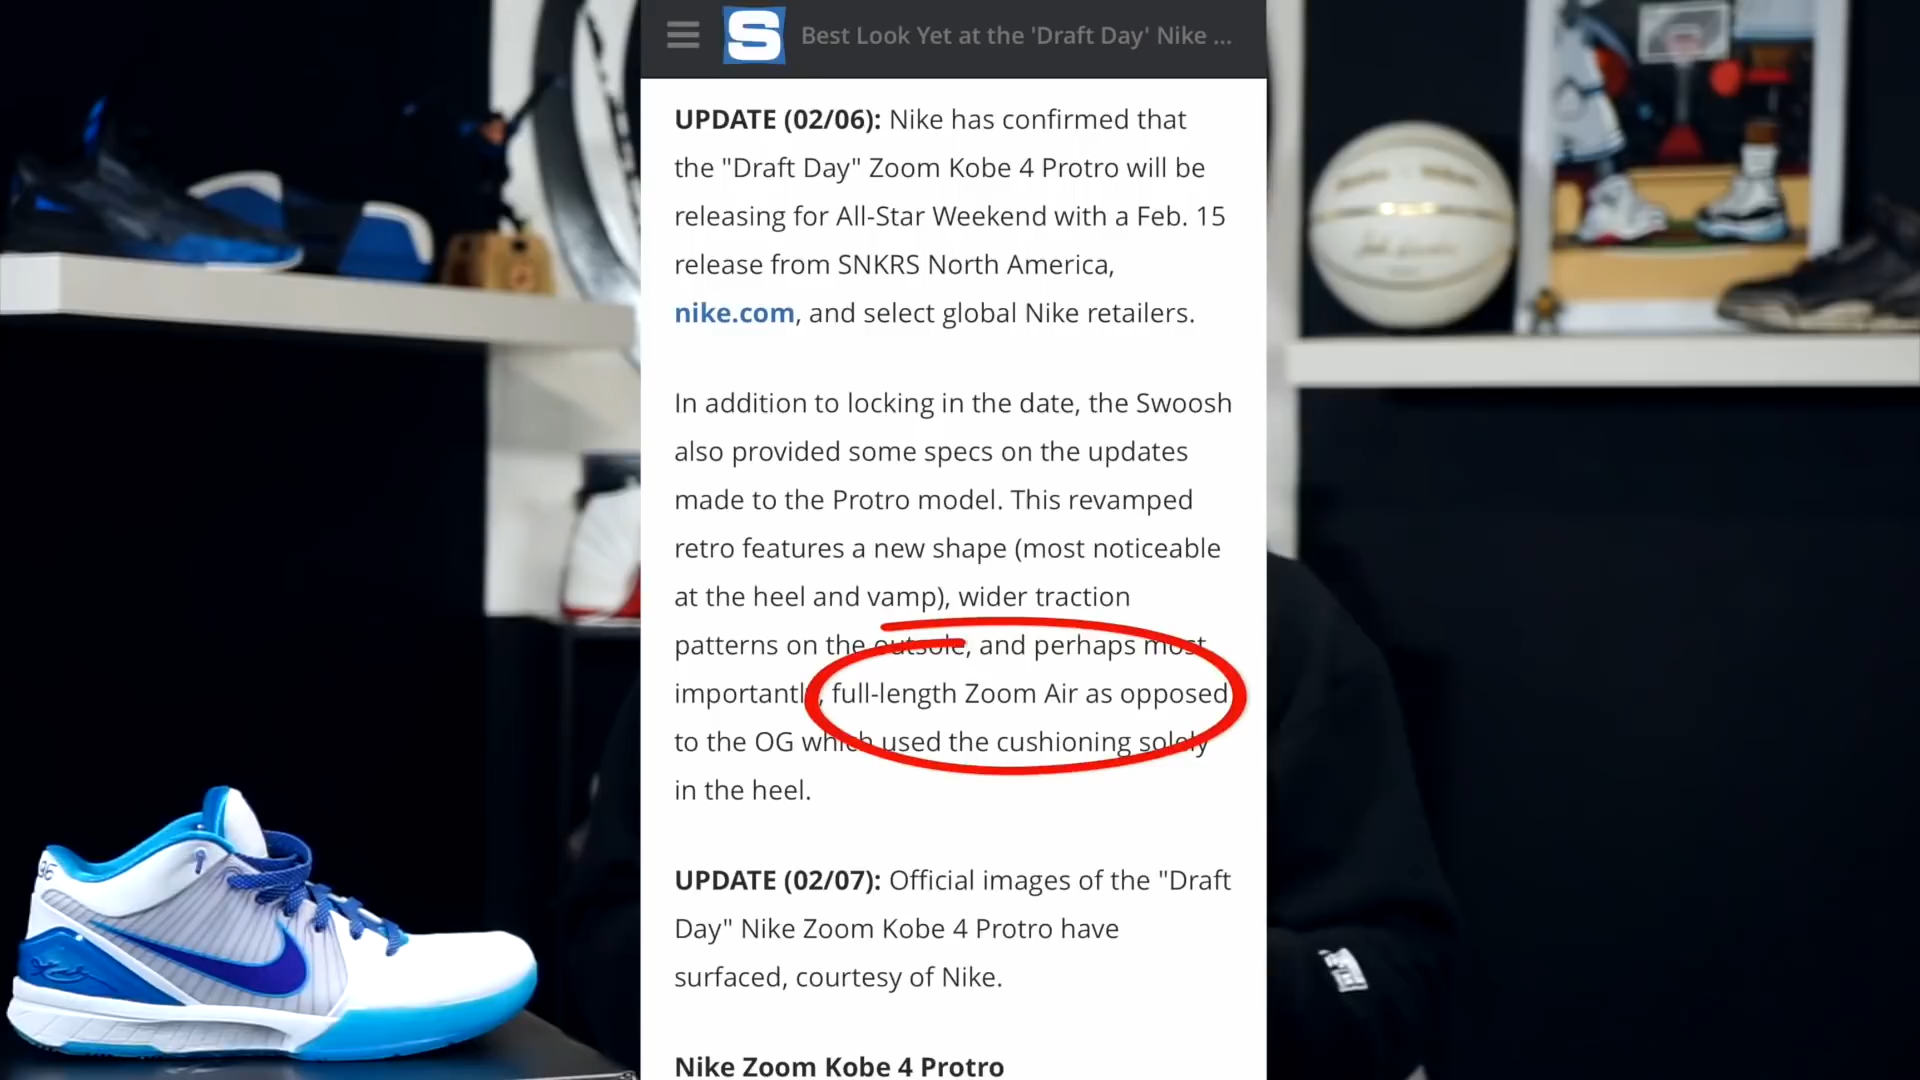 S Best Look Yet at the 'Draft Day' Nike ...
UPDATE (02/06): Nike has confirmed that
the "Draft Day" Zoom Kobe 4 Protro will be
releasing for All-Star Weekend with a Feb. 15
release from SNKRS North America,
nike.com, and select global Nike retailers.
In addition to locking in the date, the Swoosh
also provided some specs on the updates
made to the Protro model. This revamped
retro features a new shape (most noticeable
at the heel and vamp), wider traction
patterns on the outsole, and perhaps most
importantly, full-length Zoom Air as opposed
to the OG which used the cushioning solely
in the heel.
UPDATE (02/07): Official images of the "Draft
Day" Nike Zoom Kobe 4 Protro have
surfaced, courtesy of Nike.
Nike Zoom Kobe 4 Protro